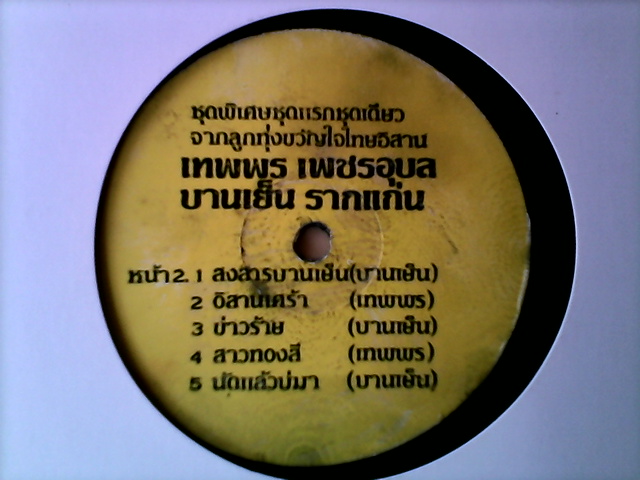 ชุดพิเศษชุดแรกชุดเดียว
จากลูกทุ่งขวัญใจไทยอิสาน
เทพพร เพชรอุบล
บานเย็น รากแก่น
หน้า 2. 1 สงสารบานเย็น (บานเย็น)
2 อิสานเศร้า (เทพพร)
3 ข่าวร้าย (บานเย็น)
4 สาวทองสี (เทพพร)
5 นัดแล้วบ่มา (บานเย็น)